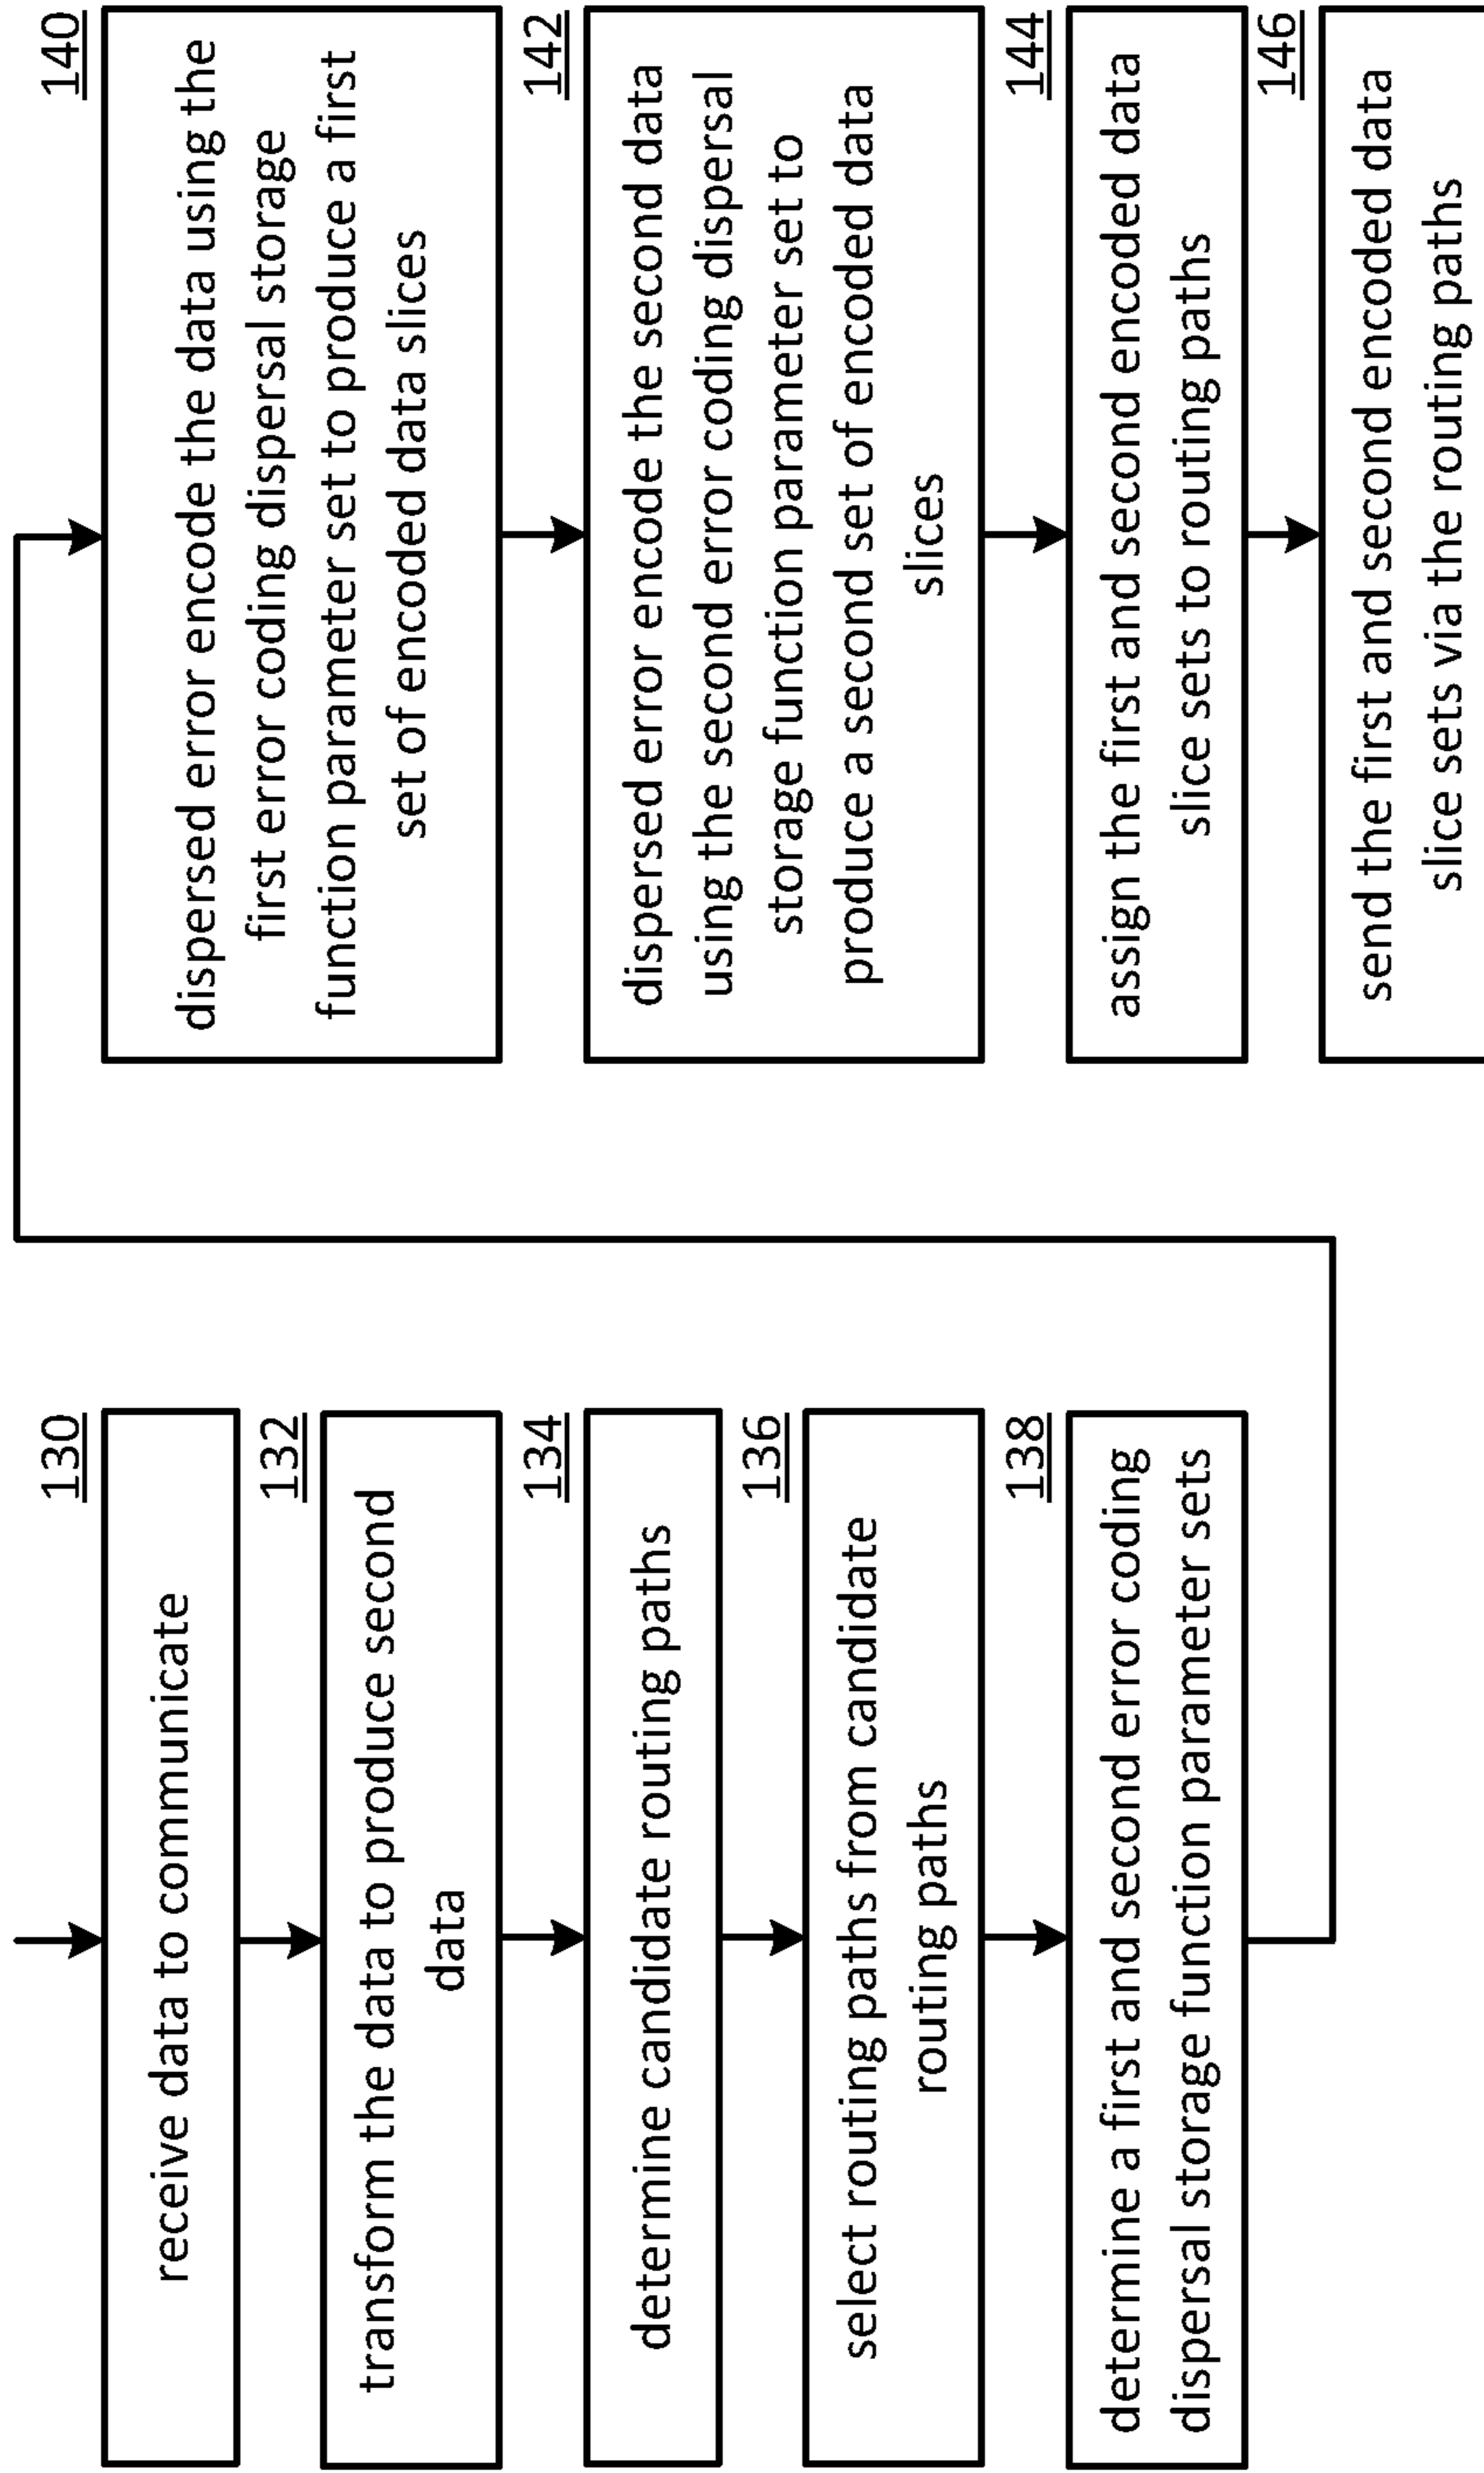 130
receive data to communicate
132
transform the data to produce second
data
134
determine candidate routing paths
136
select routing paths from candidate
routing paths
138
determine a first and second error coding
dispersal storage function parameter sets
140
dispersed error encode the data using the
first error coding dispersal storage
function parameter set to produce a first
set of encoded data slices
142
dispersed error encode the second data
using the second error coding dispersal
storage function parameter set to
produce a second set of encoded data
slices
144
assign the first and second encoded data
slice sets to routing paths
146
send the first and second encoded data
slice sets via the routing paths